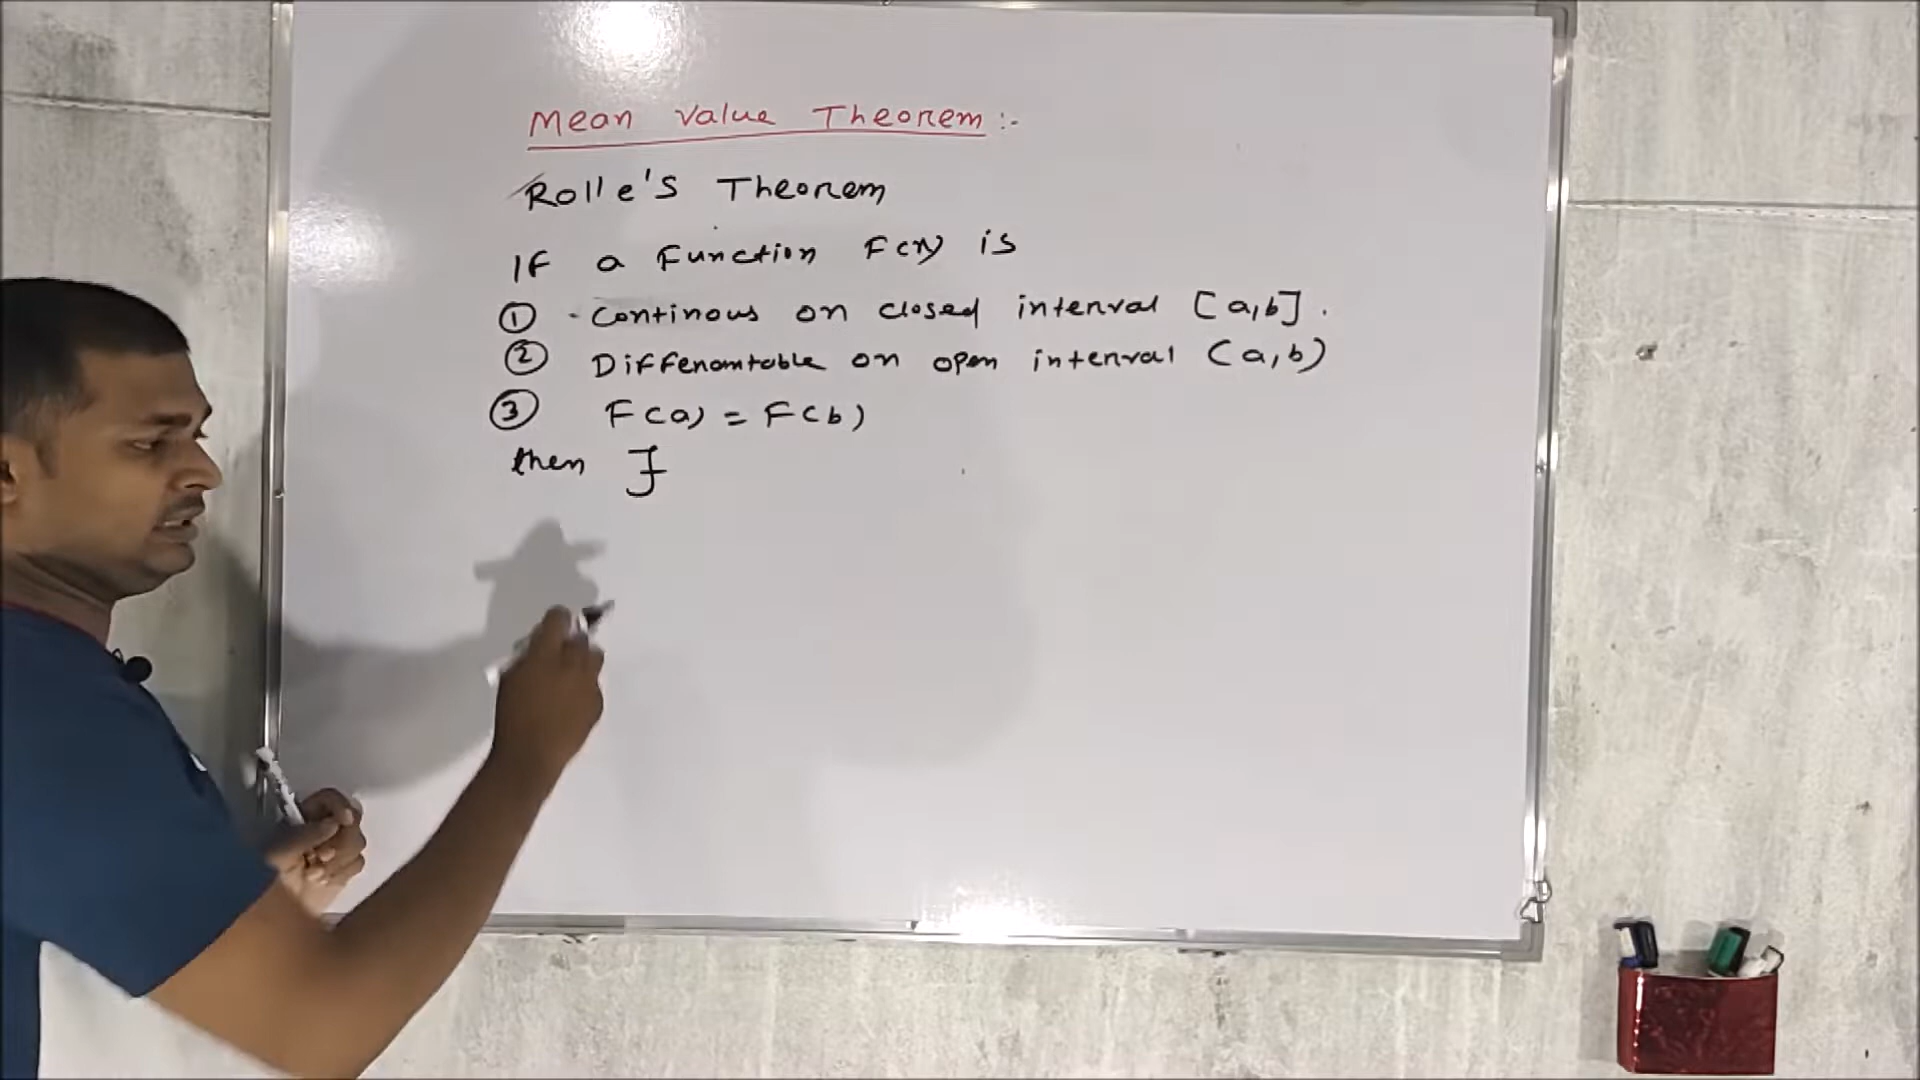 Mean Value Theorem :-
Rolle's Theorem
If a Function F(x) is
① Continous on closed interval [a,b].
② Differentable on open interval (a,b)
③ F(a) = F(b)
then ∃